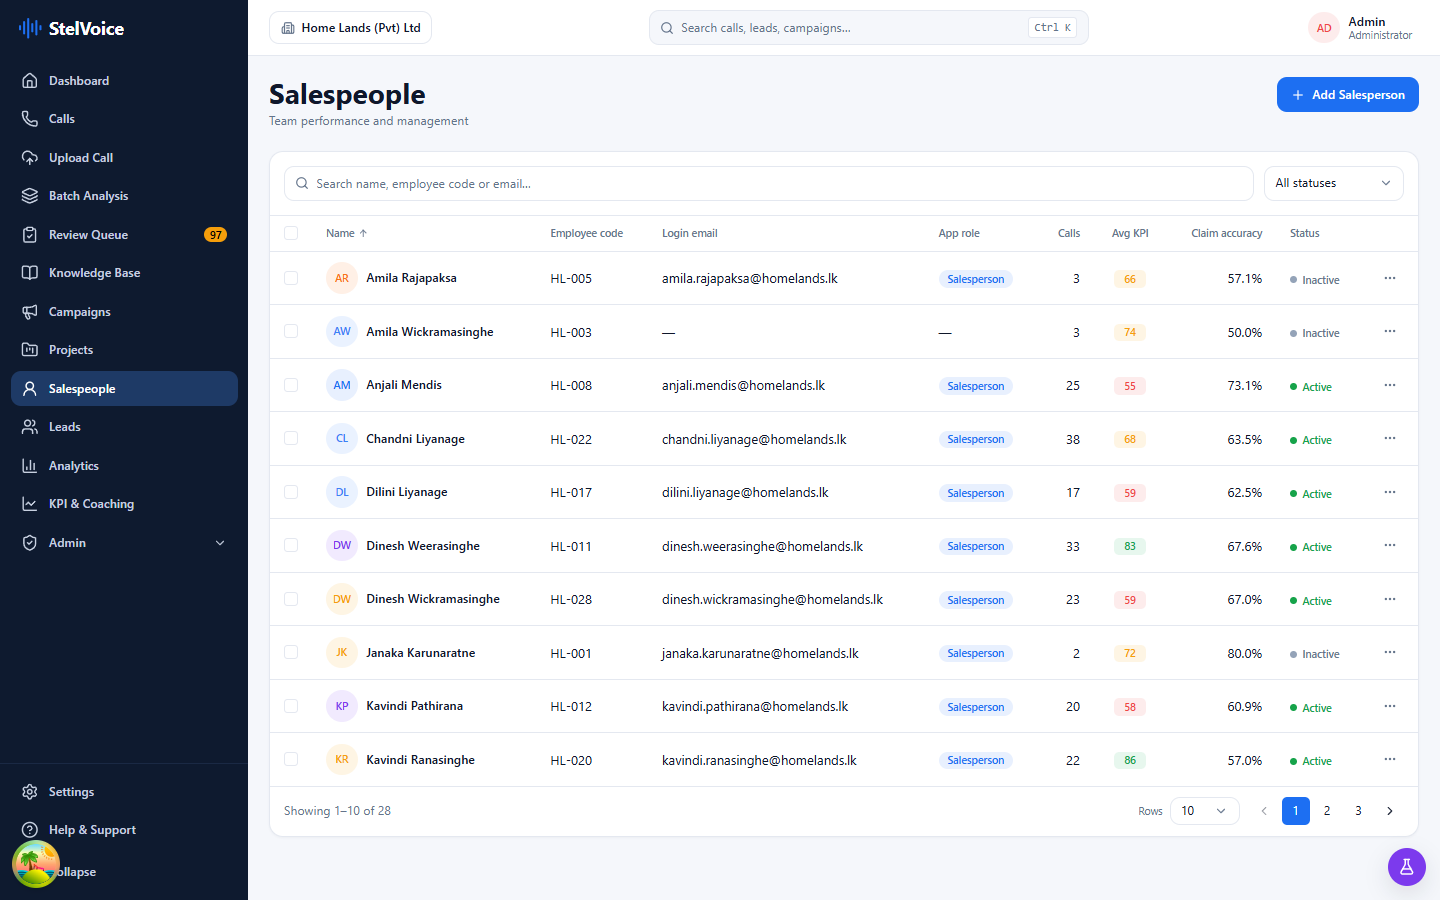 StelVoice
Home Lands (Pvt) Ltd
Search calls, leads, campaigns...
Ctrl K
AD
Admin
Administrator
Dashboard
Calls
Upload Call
Batch Analysis
Review Queue 97
Knowledge Base
Campaigns
Projects
Salespeople
Leads
Analytics
KPI & Coaching
Admin
Settings
Help & Support
ollapse
Salespeople
Team performance and management
Add Salesperson
Search name, employee code or email...
All statuses
Name Employee code Login email App role Calls Avg KPI Claim accuracy Status
AR Amila Rajapaksa HL-005 amila.rajapaksa@homelands.lk Salesperson 3 66 57.1% Inactive
AW Amila Wickramasinghe HL-003 — — 3 74 50.0% Inactive
AM Anjali Mendis HL-008 anjali.mendis@homelands.lk Salesperson 25 55 73.1% Active
CL Chandni Liyanage HL-022 chandni.liyanage@homelands.lk Salesperson 38 68 63.5% Active
DL Dilini Liyanage HL-017 dilini.liyanage@homelands.lk Salesperson 17 59 62.5% Active
DW Dinesh Weerasinghe HL-011 dinesh.weerasinghe@homelands.lk Salesperson 33 83 67.6% Active
DW Dinesh Wickramasinghe HL-028 dinesh.wickramasinghe@homelands.lk Salesperson 23 59 67.0% Active
JK Janaka Karunaratne HL-001 janaka.karunaratne@homelands.lk Salesperson 2 72 80.0% Inactive
KP Kavindi Pathirana HL-012 kavindi.pathirana@homelands.lk Salesperson 20 58 60.9% Active
KR Kavindi Ranasinghe HL-020 kavindi.ranasinghe@homelands.lk Salesperson 22 86 57.0% Active
Showing 1–10 of 28
Rows 10 1 2 3